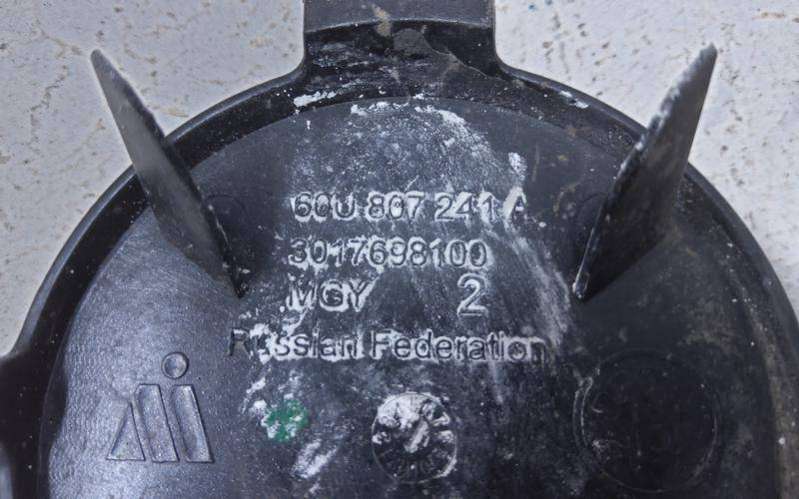 60U 807 241 A
3017698100
MGY 2
Russian Federation